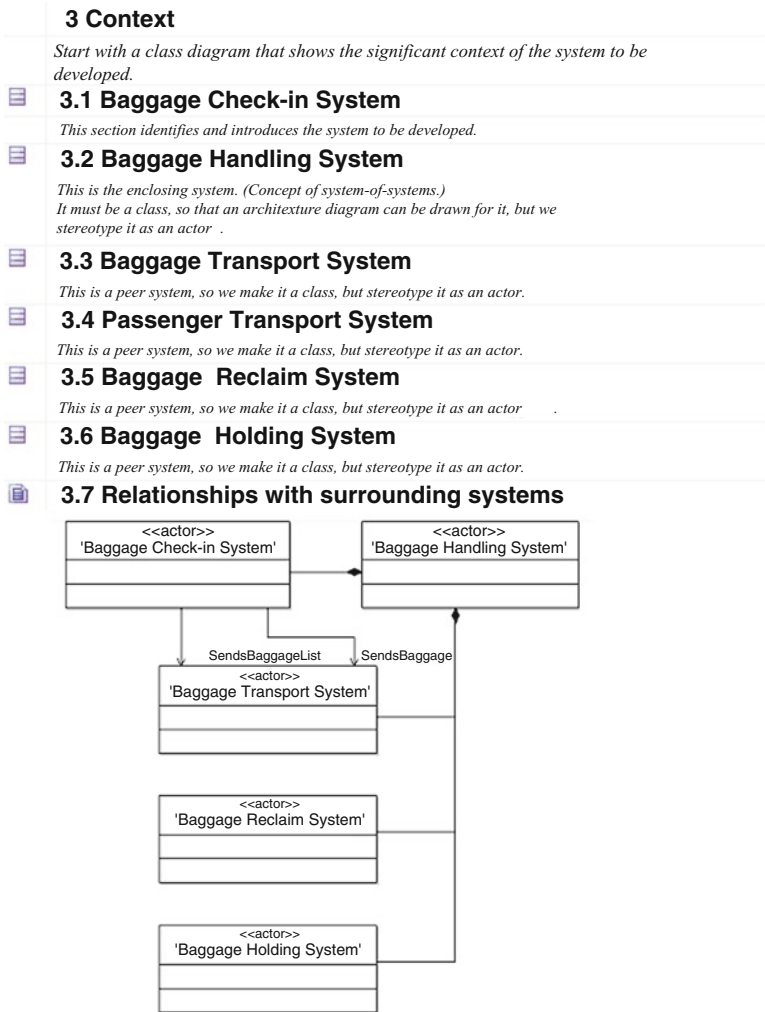 3 Context
Start with a class diagram that shows the significant context of the system to be
developed.
3.1 Baggage Check-in System
This section identifies and introduces the system to be developed.
3.2 Baggage Handling System
This is the enclosing system. (Concept of system-of-systems.)
It must be a class, so that an architexture diagram can be drawn for it, but we
stereotype it as an actor .
3.3 Baggage Transport System
This is a peer system, so we make it a class, but stereotype it as an actor.
3.4 Passenger Transport System
This is a peer system, so we make it a class, but stereotype it as an actor.
3.5 Baggage Reclaim System
This is a peer system, so we make it a class, but stereotype it as an actor .
3.6 Baggage Holding System
This is a peer system, so we make it a class, but stereotype it as an actor.
3.7 Relationships with surrounding systems
<<actor>>
'Baggage Check-in System'
<<actor>>
'Baggage Handling System'
SendsBaggageList
SendsBaggage
<<actor>>
'Baggage Transport System'
<<actor>>
'Baggage Reclaim System'
<<actor>>
'Baggage Holding System'